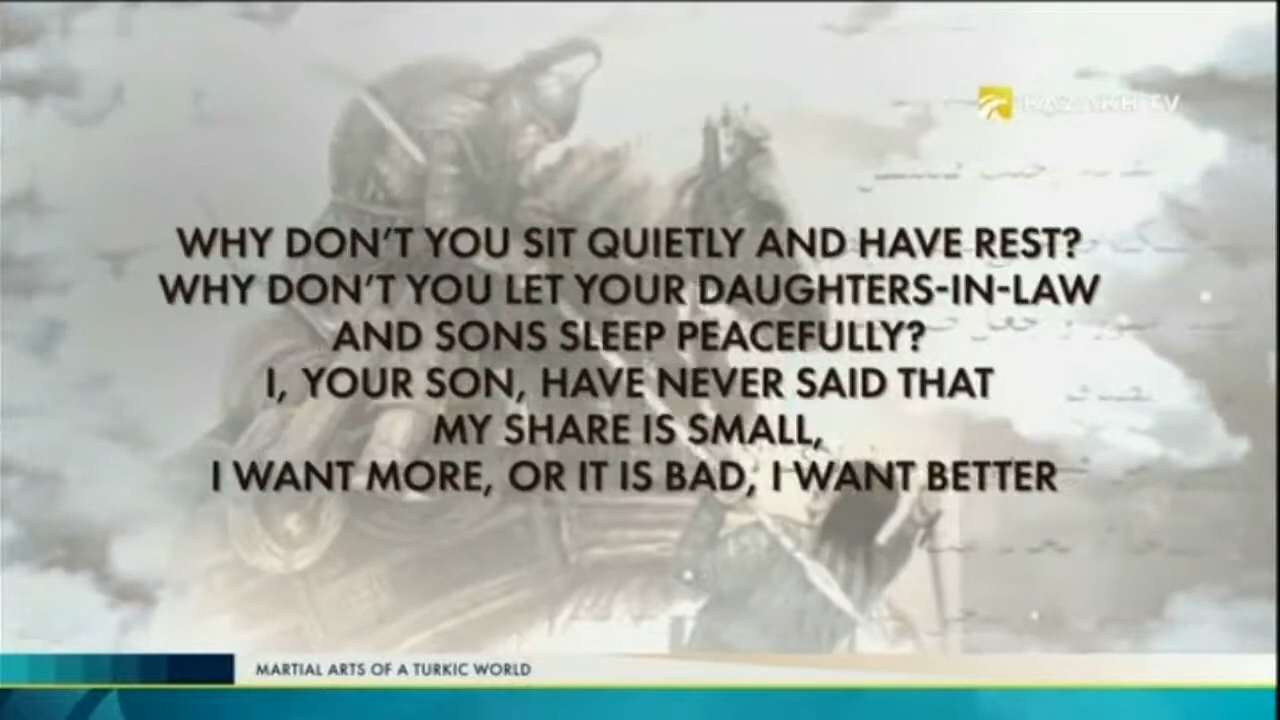 KAZAKH TV
WHY DON'T YOU SIT QUIETLY AND HAVE REST?
WHY DON'T YOU LET YOUR DAUGHTERS-IN-LAW
AND SONS SLEEP PEACEFULLY?
I, YOUR SON, HAVE NEVER SAID THAT
MY SHARE IS SMALL,
I WANT MORE, OR IT IS BAD, I WANT BETTER
MARTIAL ARTS OF A TURKIC WORLD